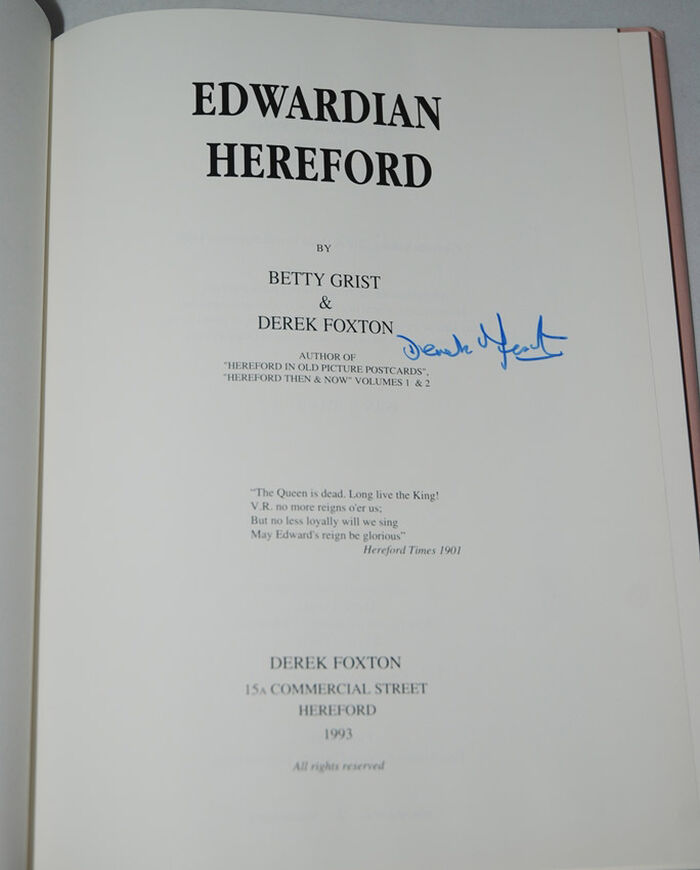 EDWARDIAN
HEREFORD
BY
BETTY GRIST
&
DEREK FOXTON
Derek
AUTHOR OF
"HEREFORD IN OLD PICTURE POSTCARDS",
"HEREFORD THEN & NOW" VOLUMES 1 & 2
"The Queen is dead. Long live the King!
V.R. no more reigns o'er us;
But no less loyally will we sing
May Edward's reign be glorious"
Hereford Times 1901
DEREK FOXTON
15A COMMERCIAL STREET
HEREFORD
1993
All rights reserved